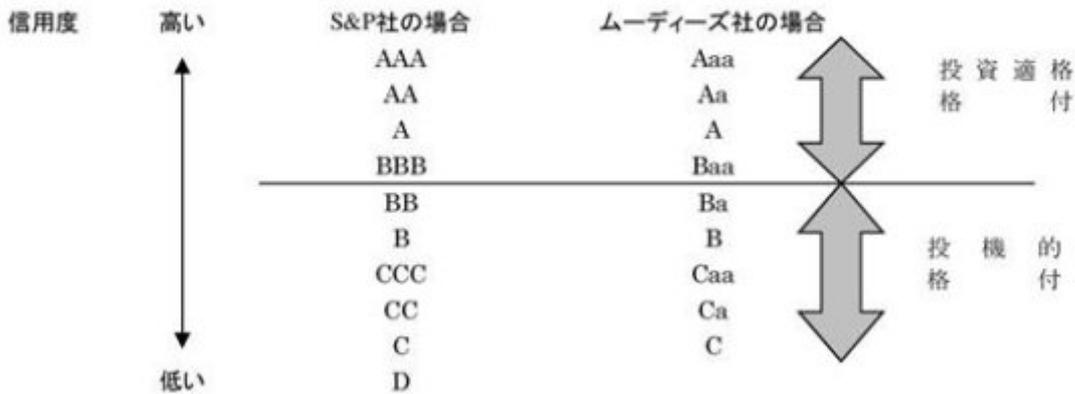 信用度 高い S&P社の場合 ムーディーズ社の場合
AAA Aaa
AA Aa
A A
BBB Baa
投資適格
格付
BB Ba
B B
CCC Caa
CC Ca
C C
投機的
格付
低い D